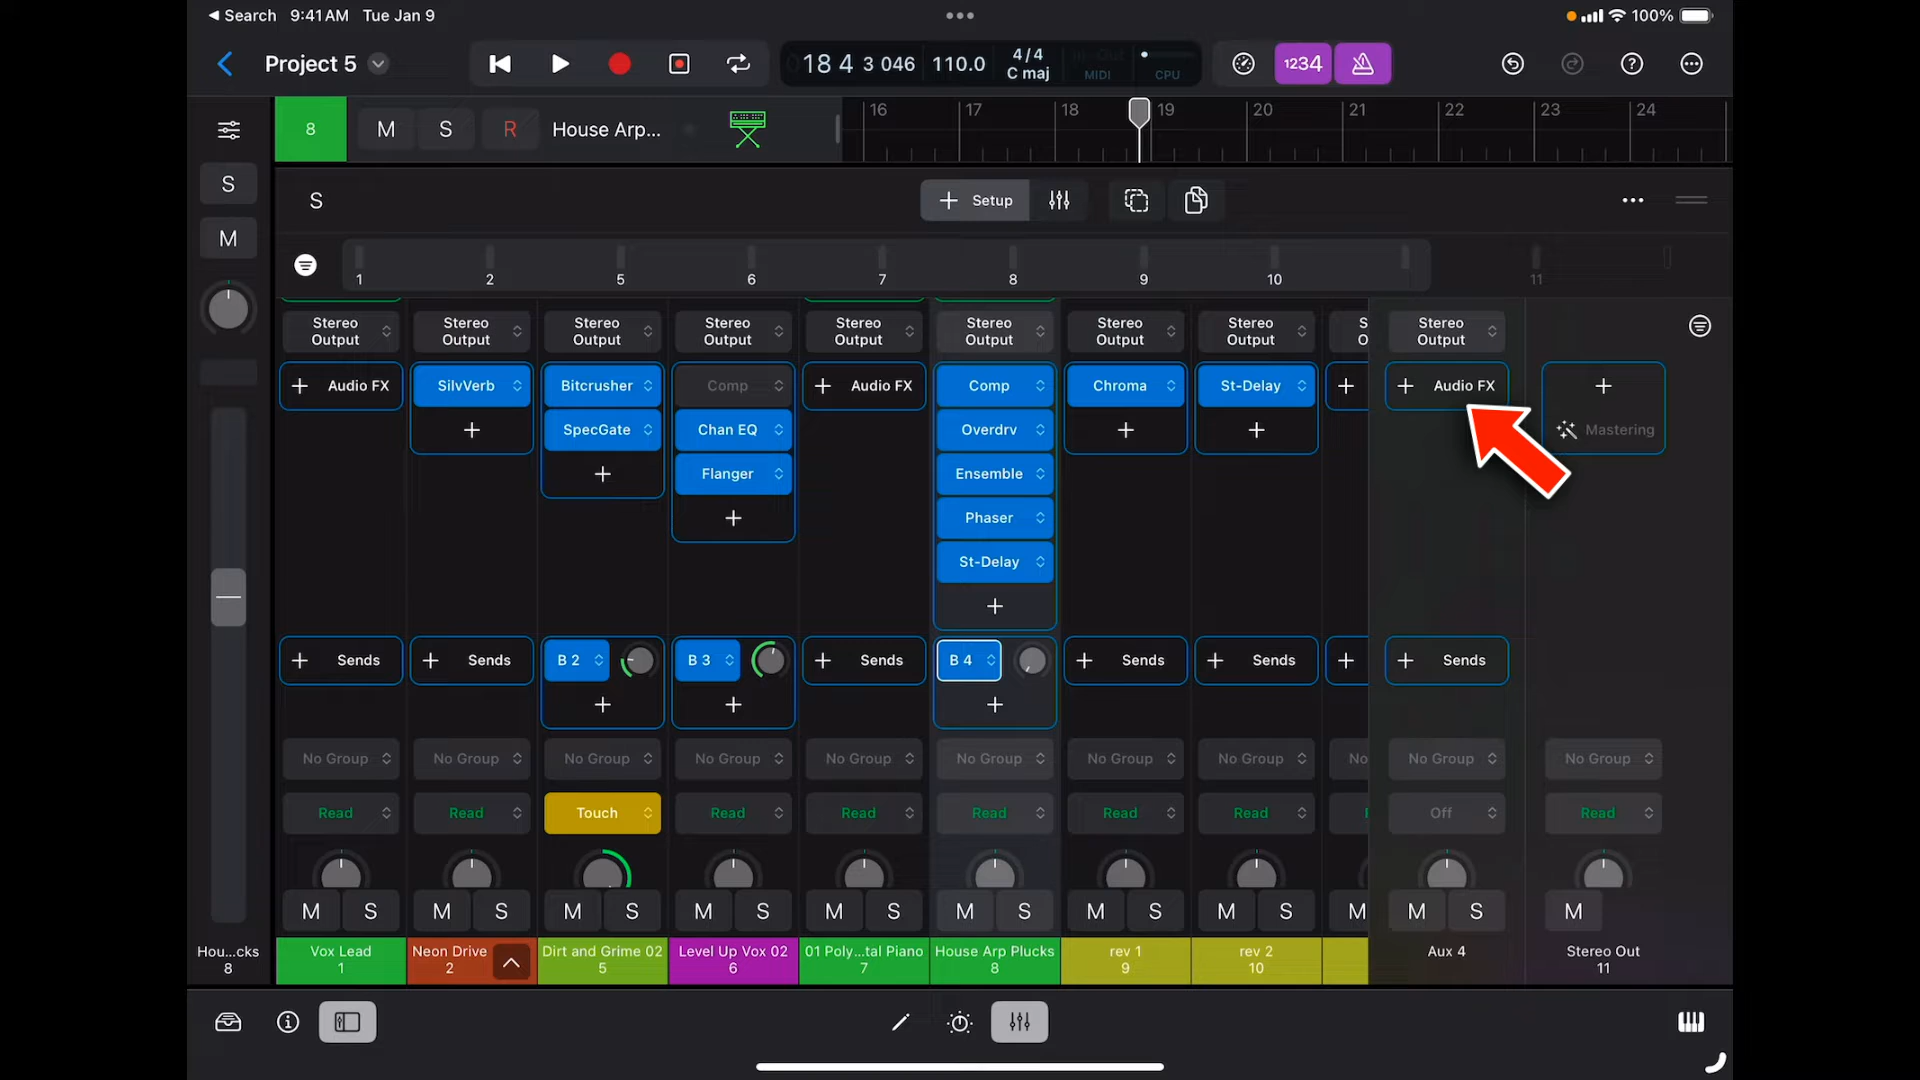 ◀ Search 9:41 AM Tue Jan 9
100%
Project 5
18 4 3 046 110.0 4/4 C maj
MIDI CPU
1234
8 M S R House Arp...
16 17 18 19 20 21 22 23 24
S
M
S
+ Setup
1 2 5 6 7 8 9 10 11
Stereo Output Stereo Output Stereo Output Stereo Output Stereo Output Stereo Output Stereo Output Stereo Output S O Stereo Output
+ Audio FX SilvVerb Bitcrusher Comp + Audio FX Comp Chroma St-Delay + + Audio FX +
+ SpecGate Chan EQ Overdrv + + Mastering
+ Flanger Ensemble
+ Phaser
St-Delay
+
+ Sends + Sends B 2 B 3 + Sends B 4 + Sends + Sends + + Sends
+ + +
No Group No Group No Group No Group No Group No Group No Group No Group No No Group No Group
Read Read Touch Read Read Read Read Read Off Read
M S M S M S M S M S M S M S M S M M S M
Hou...cks Vox Lead Neon Drive Dirt and Grime 02 Level Up Vox 02 01 Poly...tal Piano House Arp Plucks rev 1 rev 2 Aux 4 Stereo Out
8 1 2 5 6 7 8 9 10 11